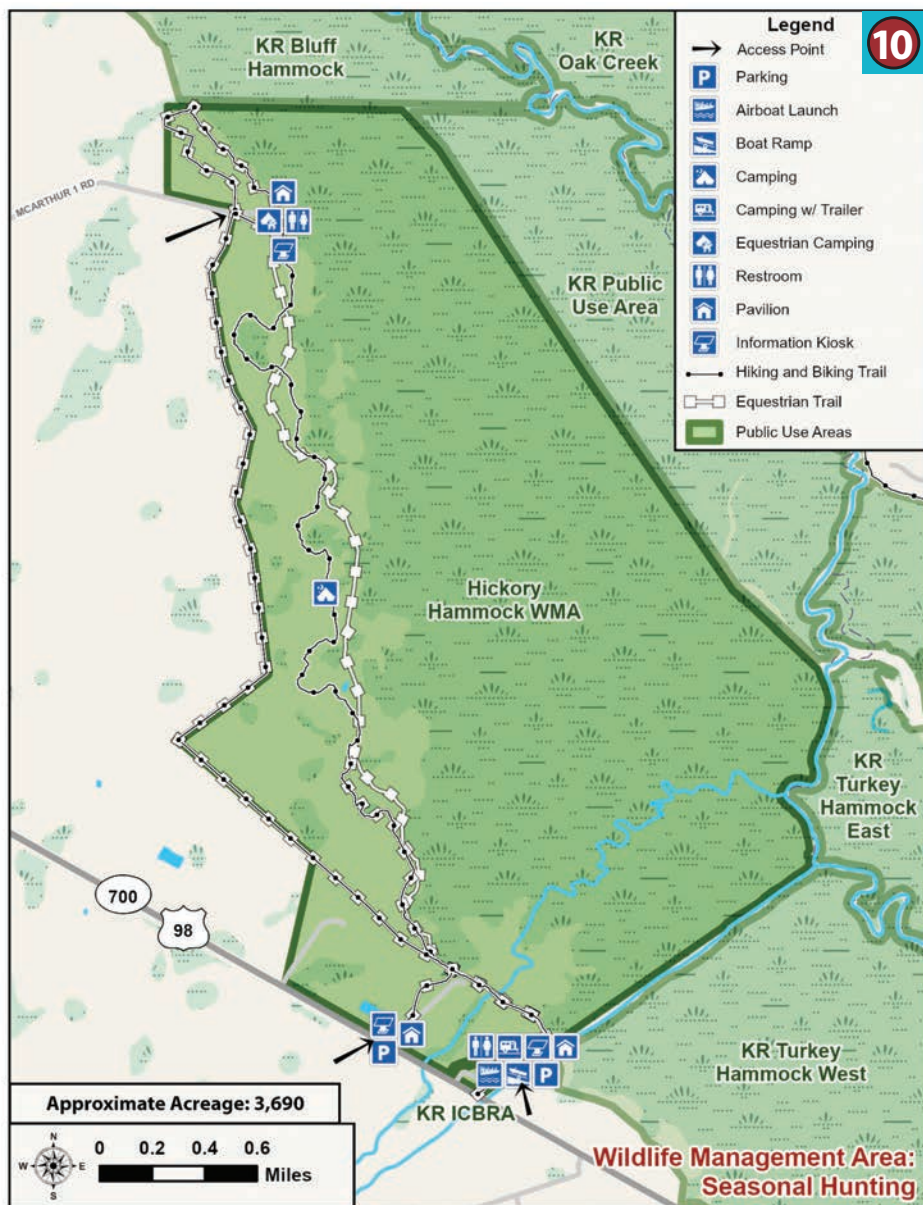 KR Bluff
Hammock
KR
Oak Creek
Legend
10
Access Point
P
Parking
Airboat Launch
Boat Ramp
Camping
Camping w/ Trailer
Equestrian Camping
Restroom
Pavilion
Information Kiosk
Hiking and Biking Trail
Equestrian Trail
Public Use Areas
MCARTHUR 1 RD
KR Public
Use Area
Hickory
Hammock WMA
KR
Turkey
Hammock
East
700
98
P
P
KR Turkey
Hammock West
KR ICBRA
Approximate Acreage: 3,690
N
W
E
S
0 0.2 0.4 0.6
Miles
Wildlife Management Area:
Seasonal Hunting